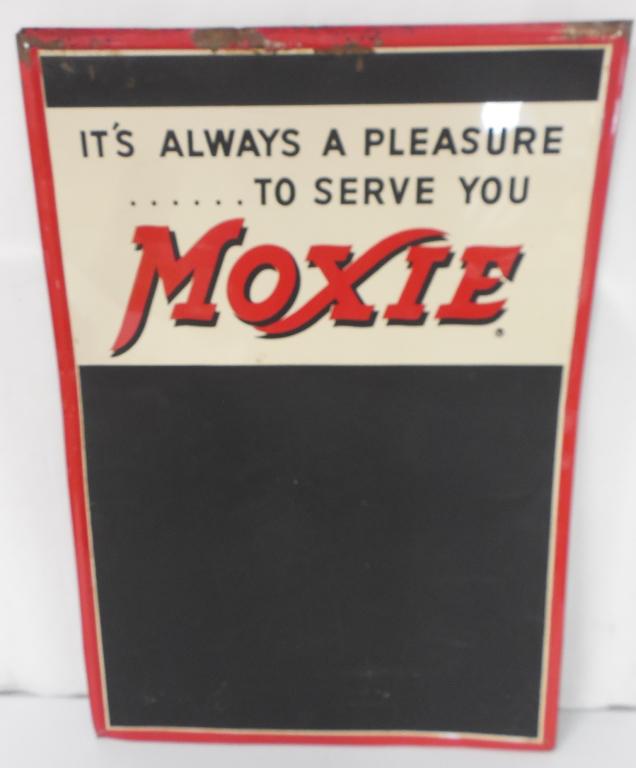 IT'S ALWAYS A PLEASURE
......TO SERVE YOU
MOXIE